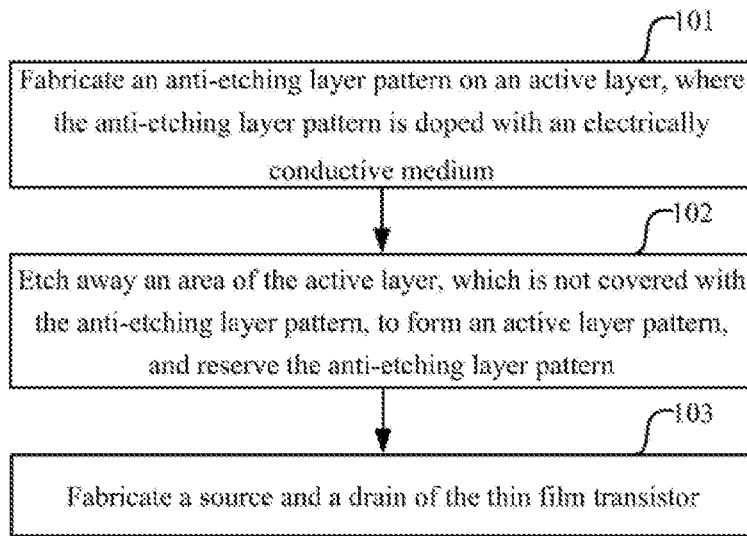 101
Fabricate an anti-etching layer pattern on an active layer, where
the anti-etching layer pattern is doped with an electrically
conductive medium
102
Etch away an area of the active layer, which is not covered with
the anti-etching layer pattern, to form an active layer pattern,
and reserve the anti-etching layer pattern
103
Fabricate a source and a drain of the thin film transistor